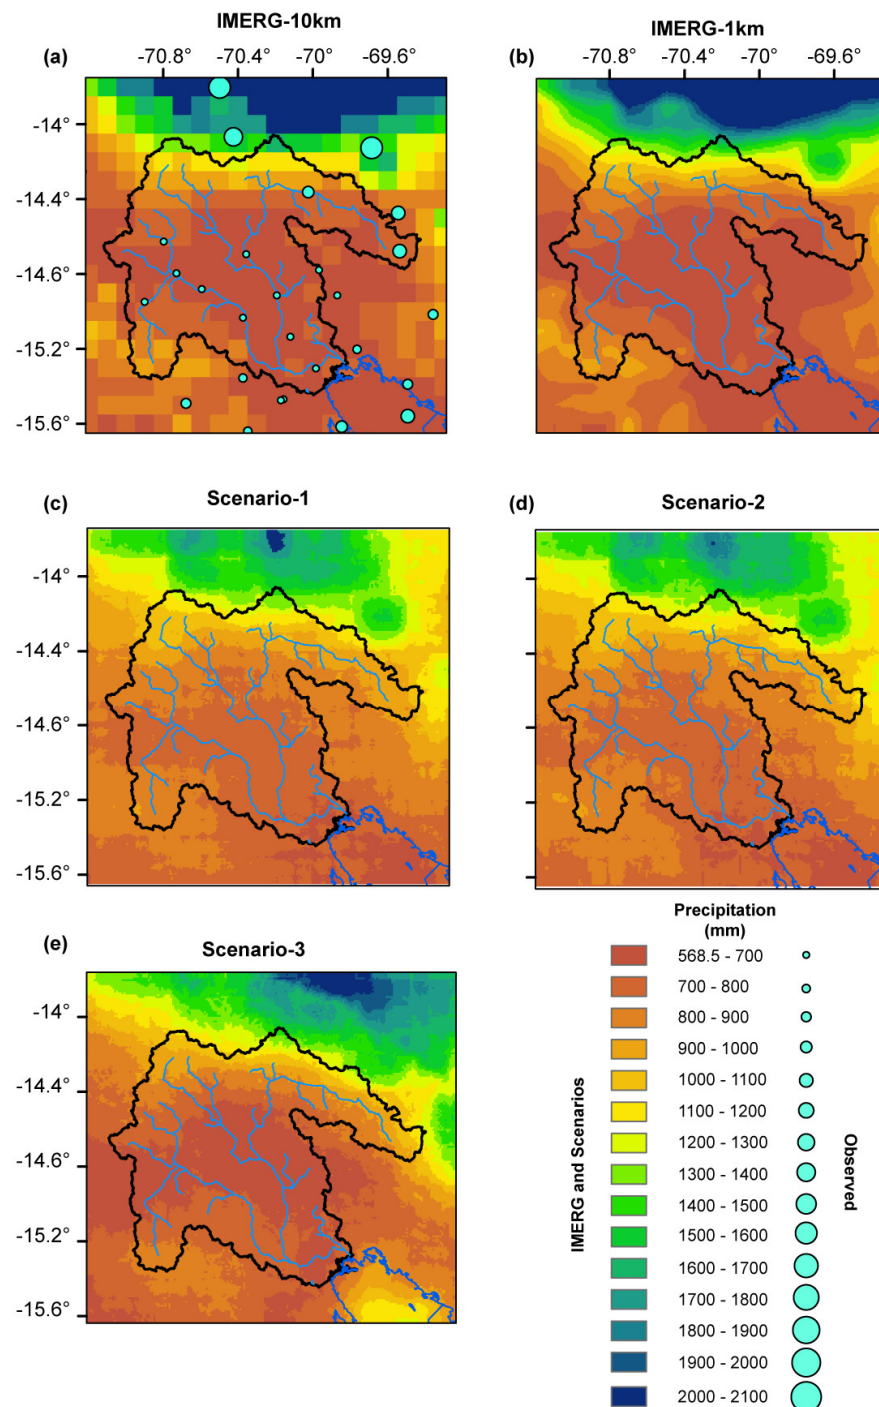 IMERG-10km
(a)
-70.8° -70.4° -70° -69.6°
-14°
-14.4°
-14.6°
-15.2°
-15.6°
IMERG-1km
(b)
-70.8° -70.4° -70° -69.6°
(c)
Scenario-1
-14°
-14.4°
-14.6°
-15.2°
-15.6°
(d)
Scenario-2
(e)
Scenario-3
-14°
-14.4°
-14.6°
-15.2°
-15.6°
Precipitation
(mm)
568.5 - 700
700 - 800
800 - 900
900 - 1000
1000 - 1100
1100 - 1200
1200 - 1300
1300 - 1400
1400 - 1500
1500 - 1600
1600 - 1700
1700 - 1800
1800 - 1900
1900 - 2000
2000 - 2100
IMERG and Scenarios
Observed